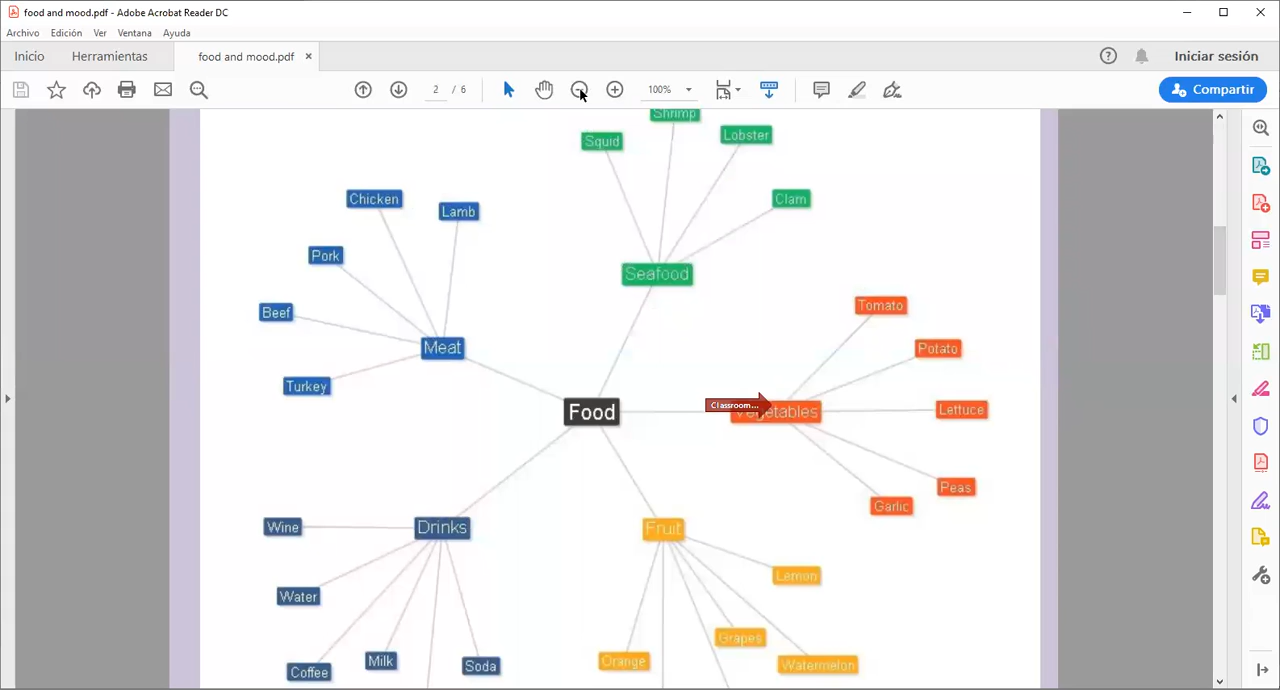 food and mood.pdf - Adobe Acrobat Reader DC
Archivo Edición Ver Ventana Ayuda
Inicio Herramientas food and mood.pdf × Iniciar sesión
2 / 6 100% Compartir
Shrimp
Squid Lobster
Chicken Lamb Clam
Pork
Seafood
Beef Tomato
Meat Potato
Turkey
Classroom...
Food Vegetables Lettuce
Peas
Garlic
Wine Drinks Fruit
Lemon
Water
Grapes
Coffee Milk Soda Orange Watermelon